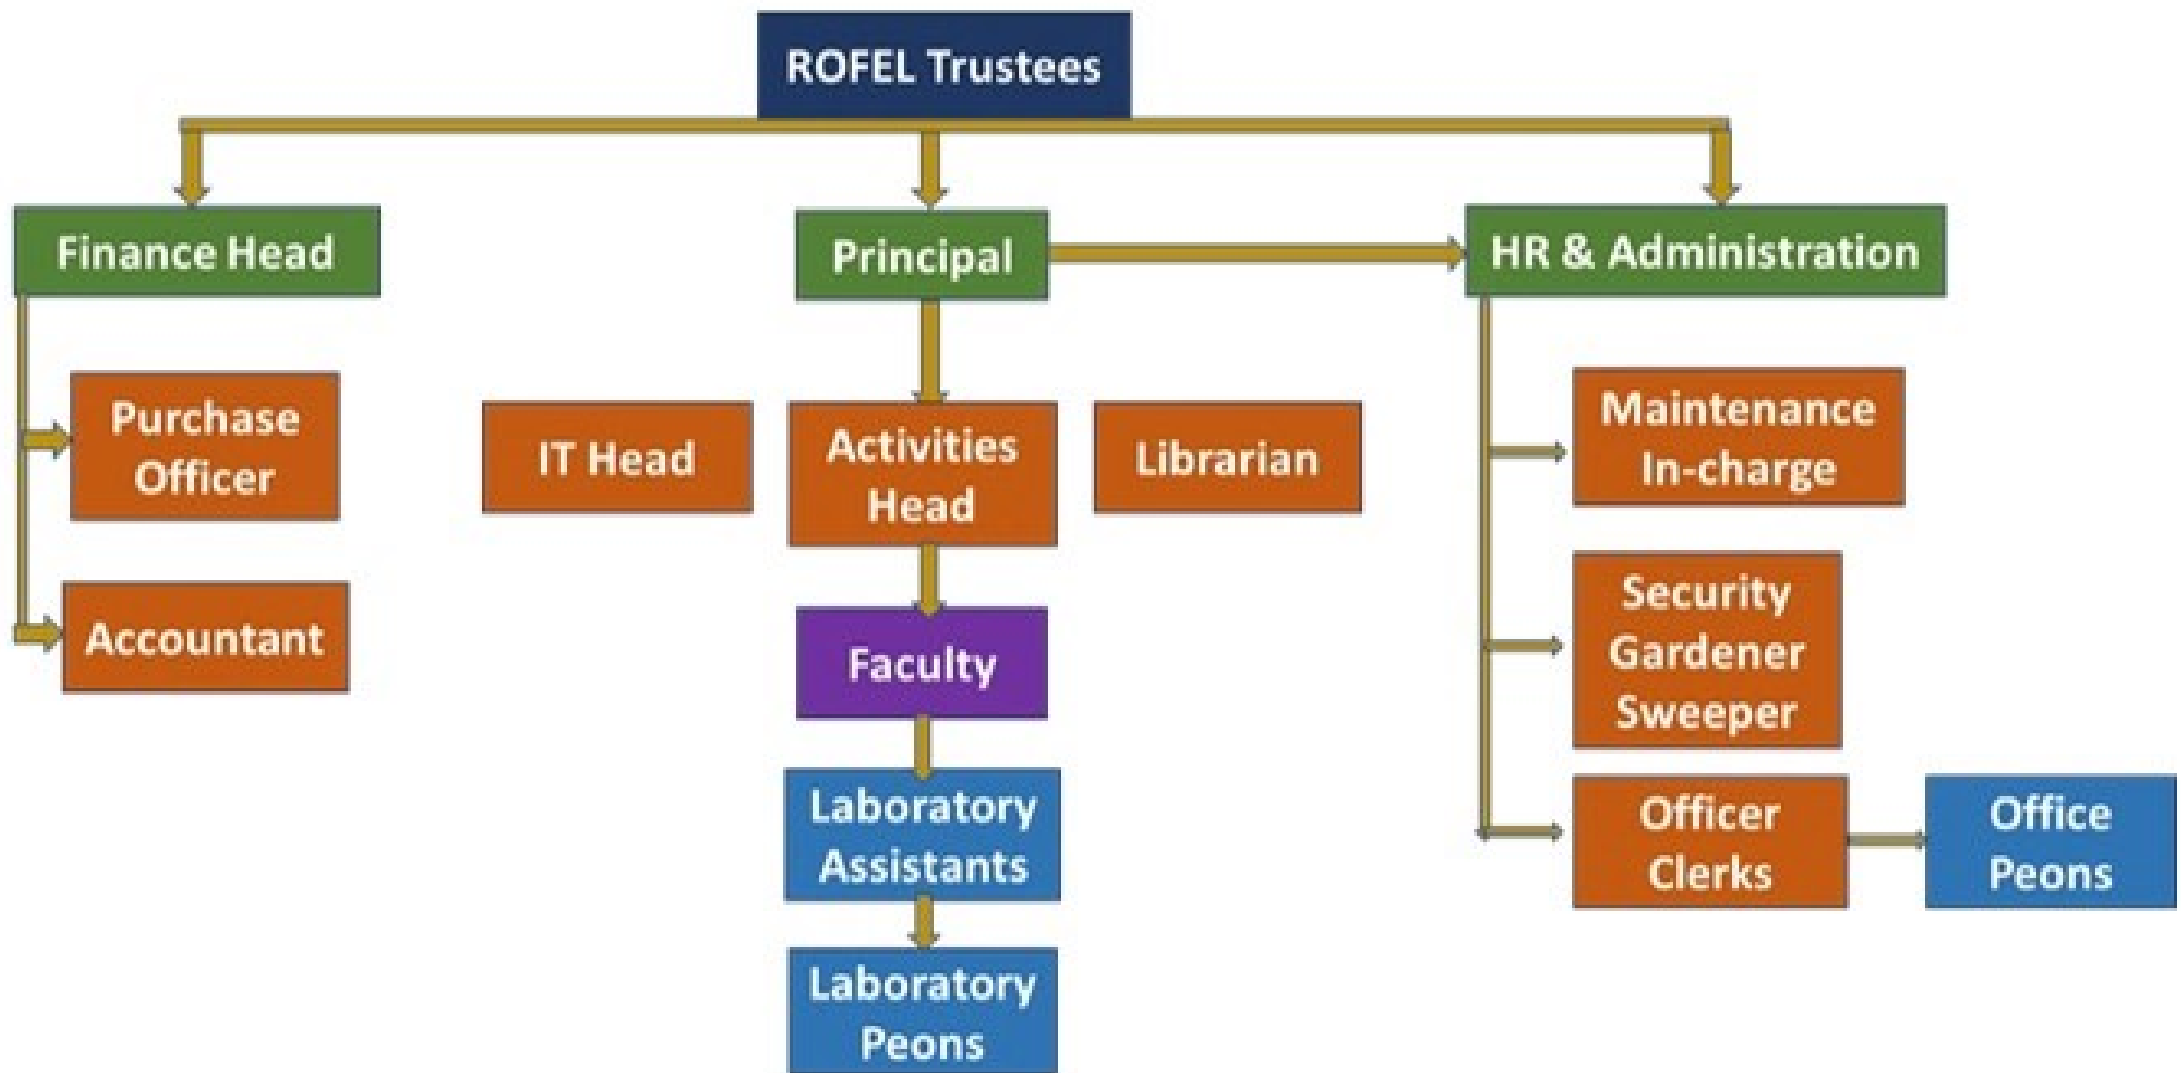 ROFEL Trustees
Finance Head
Principal
HR & Administration
Purchase
Officer
IT Head
Activities
Head
Librarian
Maintenance
In-charge
Accountant
Faculty
Security
Gardener
Sweeper
Laboratory
Assistants
Officer
Clerks
Office
Peons
Laboratory
Peons